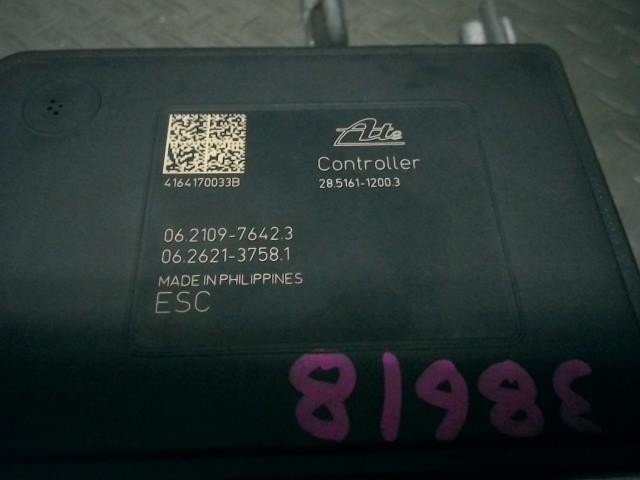 Ate
4164170033B
Controller
28.5161-1200.3
06.2109-7642.3
06.2621-3758.1
MADE IN PHILIPPINES
ESC